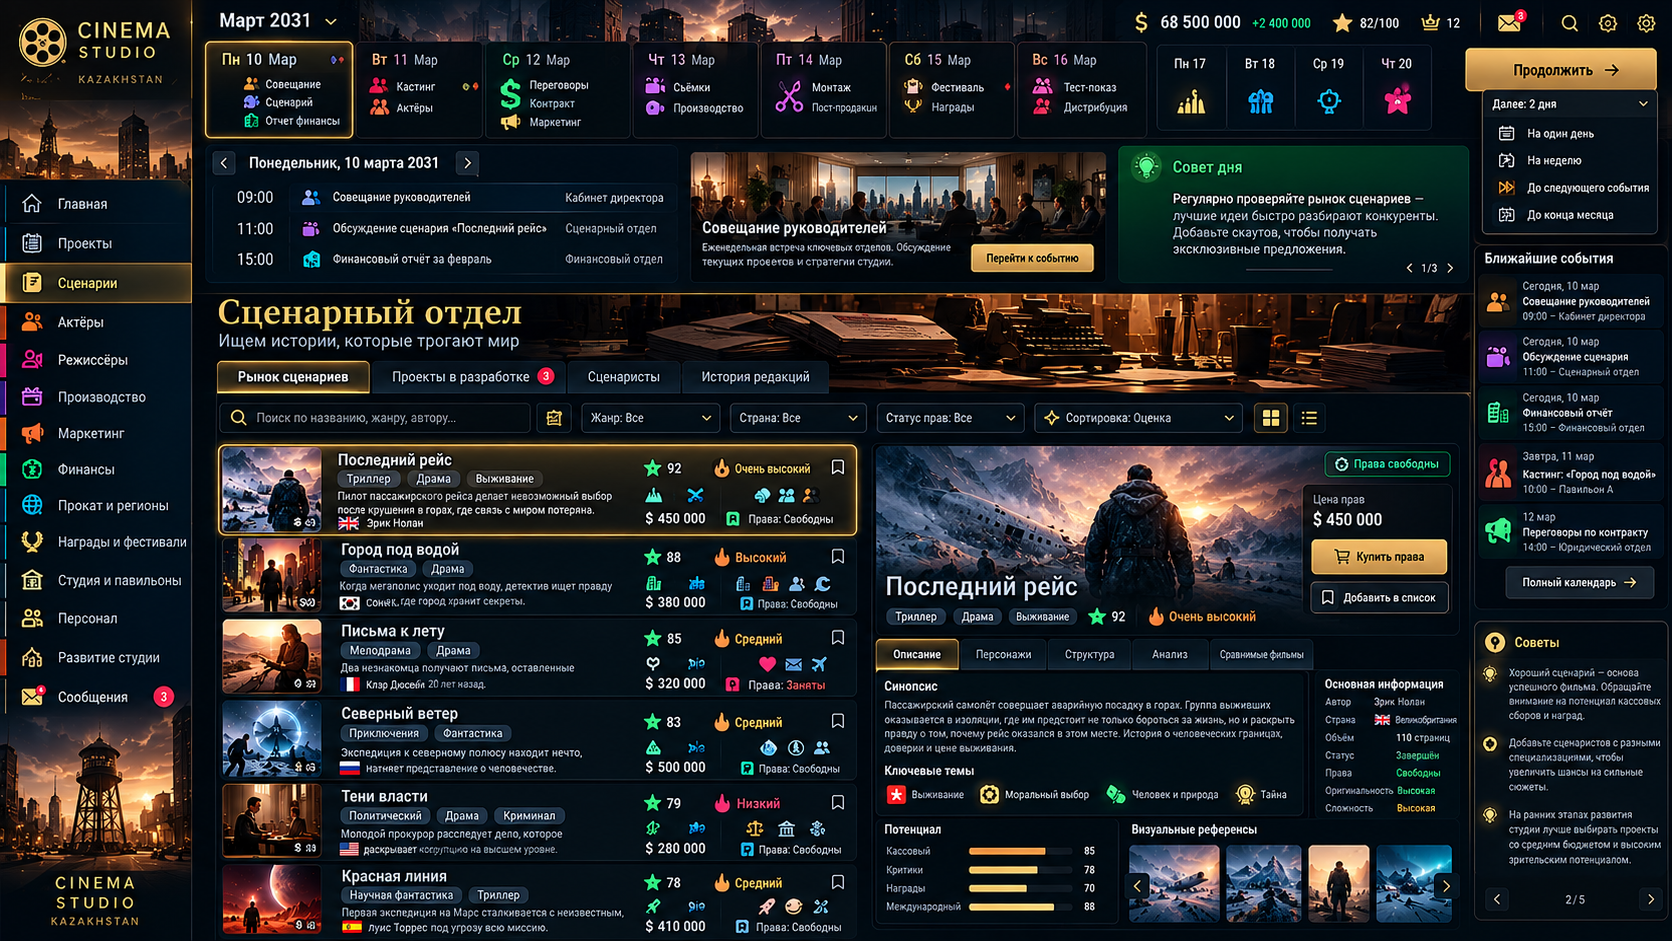 CINEMA
STUDIO
KAZAKHSTAN
Главная
Проекты
Сценарии
Актёры
Режиссёры
Производство
Маркетинг
Финансы
Прокат и регионы
Награды и фестивали
Студия и павильоны
Персонал
Развитие студии
Сообщения 3
CINEMA
STUDIO
KAZAKHSTAN
Март 2031
$ 68 500 000 +2 400 000 82/100 12 3
Пн 10 Мар
Совещание
Сценарий
Отчет финансы
Вт 11 Мар
Кастинг
Актёры
Ср 12 Мар
Переговоры
Контракт
Маркетинг
Чт 13 Мар
Съёмки
Производство
Пт 14 Мар
Монтаж
Пост-продакшн
Сб 15 Мар
Фестиваль
Награды
Вс 16 Мар
Тест-показ
Дистрибуция
Пн 17
Вт 18
Ср 19
Чт 20
Продолжить
Далее: 2 дня
На один день
На неделю
До следующего события
До конца месяца
Понедельник, 10 марта 2031
09:00 Совещание руководителей Кабинет директора
11:00 Обсуждение сценария «Последний рейс» Сценарный отдел
15:00 Финансовый отчёт за февраль Финансовый отдел
Совещание руководителей
Еженедельная встреча ключевых отделов. Обсуждение
текущих проектов и стратегии студии.
Перейти к событию
Совет дня
Регулярно проверяйте рынок сценариев —
лучшие идеи быстро разбирают конкуренты.
Добавьте скаутов, чтобы получать
эксклюзивные предложения.
1/3
Сценарный отдел
Ищем истории, которые трогают мир
Рынок сценариев
Проекты в разработке 3
Сценаристы
История редакций
Поиск по названию, жанру, автору...
Жанр: Все
Страна: Все
Статус прав: Все
Сортировка: Оценка
Последний рейс
Триллер Драма Выживание
Пилот пассажирского рейса делает невозможный выбор
после крушения в горах, где связь с миром потеряна.
Эрик Нолан
92 Очень высокий
$ 450 000 Права: Свободны
Город под водой
Фантастика Драма
Когда мегаполис уходит под воду, детектив ищет правду
где город хранит секреты.
88 Высокий
$ 380 000 Права: Свободны
Письма к лету
Мелодрама Драма
Два незнакомца получают письма, оставленные
20 лет назад.
85 Средний
$ 320 000 Права: Заняты
Северный ветер
Приключения Фантастика
Экспедиция к северному полюсу находит нечто,
представление о человечестве.
83 Средний
$ 500 000 Права: Свободны
Тени власти
Политический Драма Криминал
Молодой прокурор расследует дело, которое
раскрывает коррупцию на высшем уровне.
79 Низкий
$ 280 000 Права: Свободны
Красная линия
Научная фантастика Триллер
Первая экспедиция на Марс сталкивается с неизвестным,
Торрес под угрозу всю миссию.
78 Средний
$ 410 000 Права: Свободны
Права свободны
Цена прав
$ 450 000
Купить права
Добавить в список
Последний рейс
Триллер Драма Выживание 92 Очень высокий
Описание
Персонажи
Структура
Анализ
Сравнимые фильмы
Синопсис
Пассажирский самолёт совершает аварийную посадку в горах. Группа выживших
оказывается в изоляции, где им предстоит не только бороться за жизнь, но и раскрыть
правду о том, почему рейс оказался в этом месте. История о человеческих границах,
доверии и цене выживания.
Ключевые темы
Выживание
Моральный выбор
Человек и природа
Тайна
Основная информация
Автор Эрик Нолан
Страна Великобритания
Объём 110 страниц
Статус Завершён
Права Свободны
Оригинальность Высокая
Сложность Высокая
Потенциал
Кассовый 85
Критики 78
Награды 70
Международный 88
Визуальные референсы
Ближайшие события
Сегодня, 10 мар
Совещание руководителей
09:00 – Кабинет директора
Сегодня, 10 мар
Обсуждение сценария
11:00 – Сценарный отдел
Сегодня, 10 мар
Финансовый отчёт
15:00 – Финансовый отдел
Завтра, 11 мар
Кастинг: «Город под водой»
10:00 – Павильон А
12 мар
Переговоры по контракту
14:00 – Юридический отдел
Полный календарь
Советы
Хороший сценарий — основа
успешного фильма. Обращайте
внимание на потенциал кассовых
сборов и наград.
Добавьте сценаристов с разными
специализациями, чтобы
увеличить шансы на сильные
сюжеты.
На ранних этапах развития
студии лучше выбирать проекты
со средним бюджетом и высоким
зрительским потенциалом.
2/5